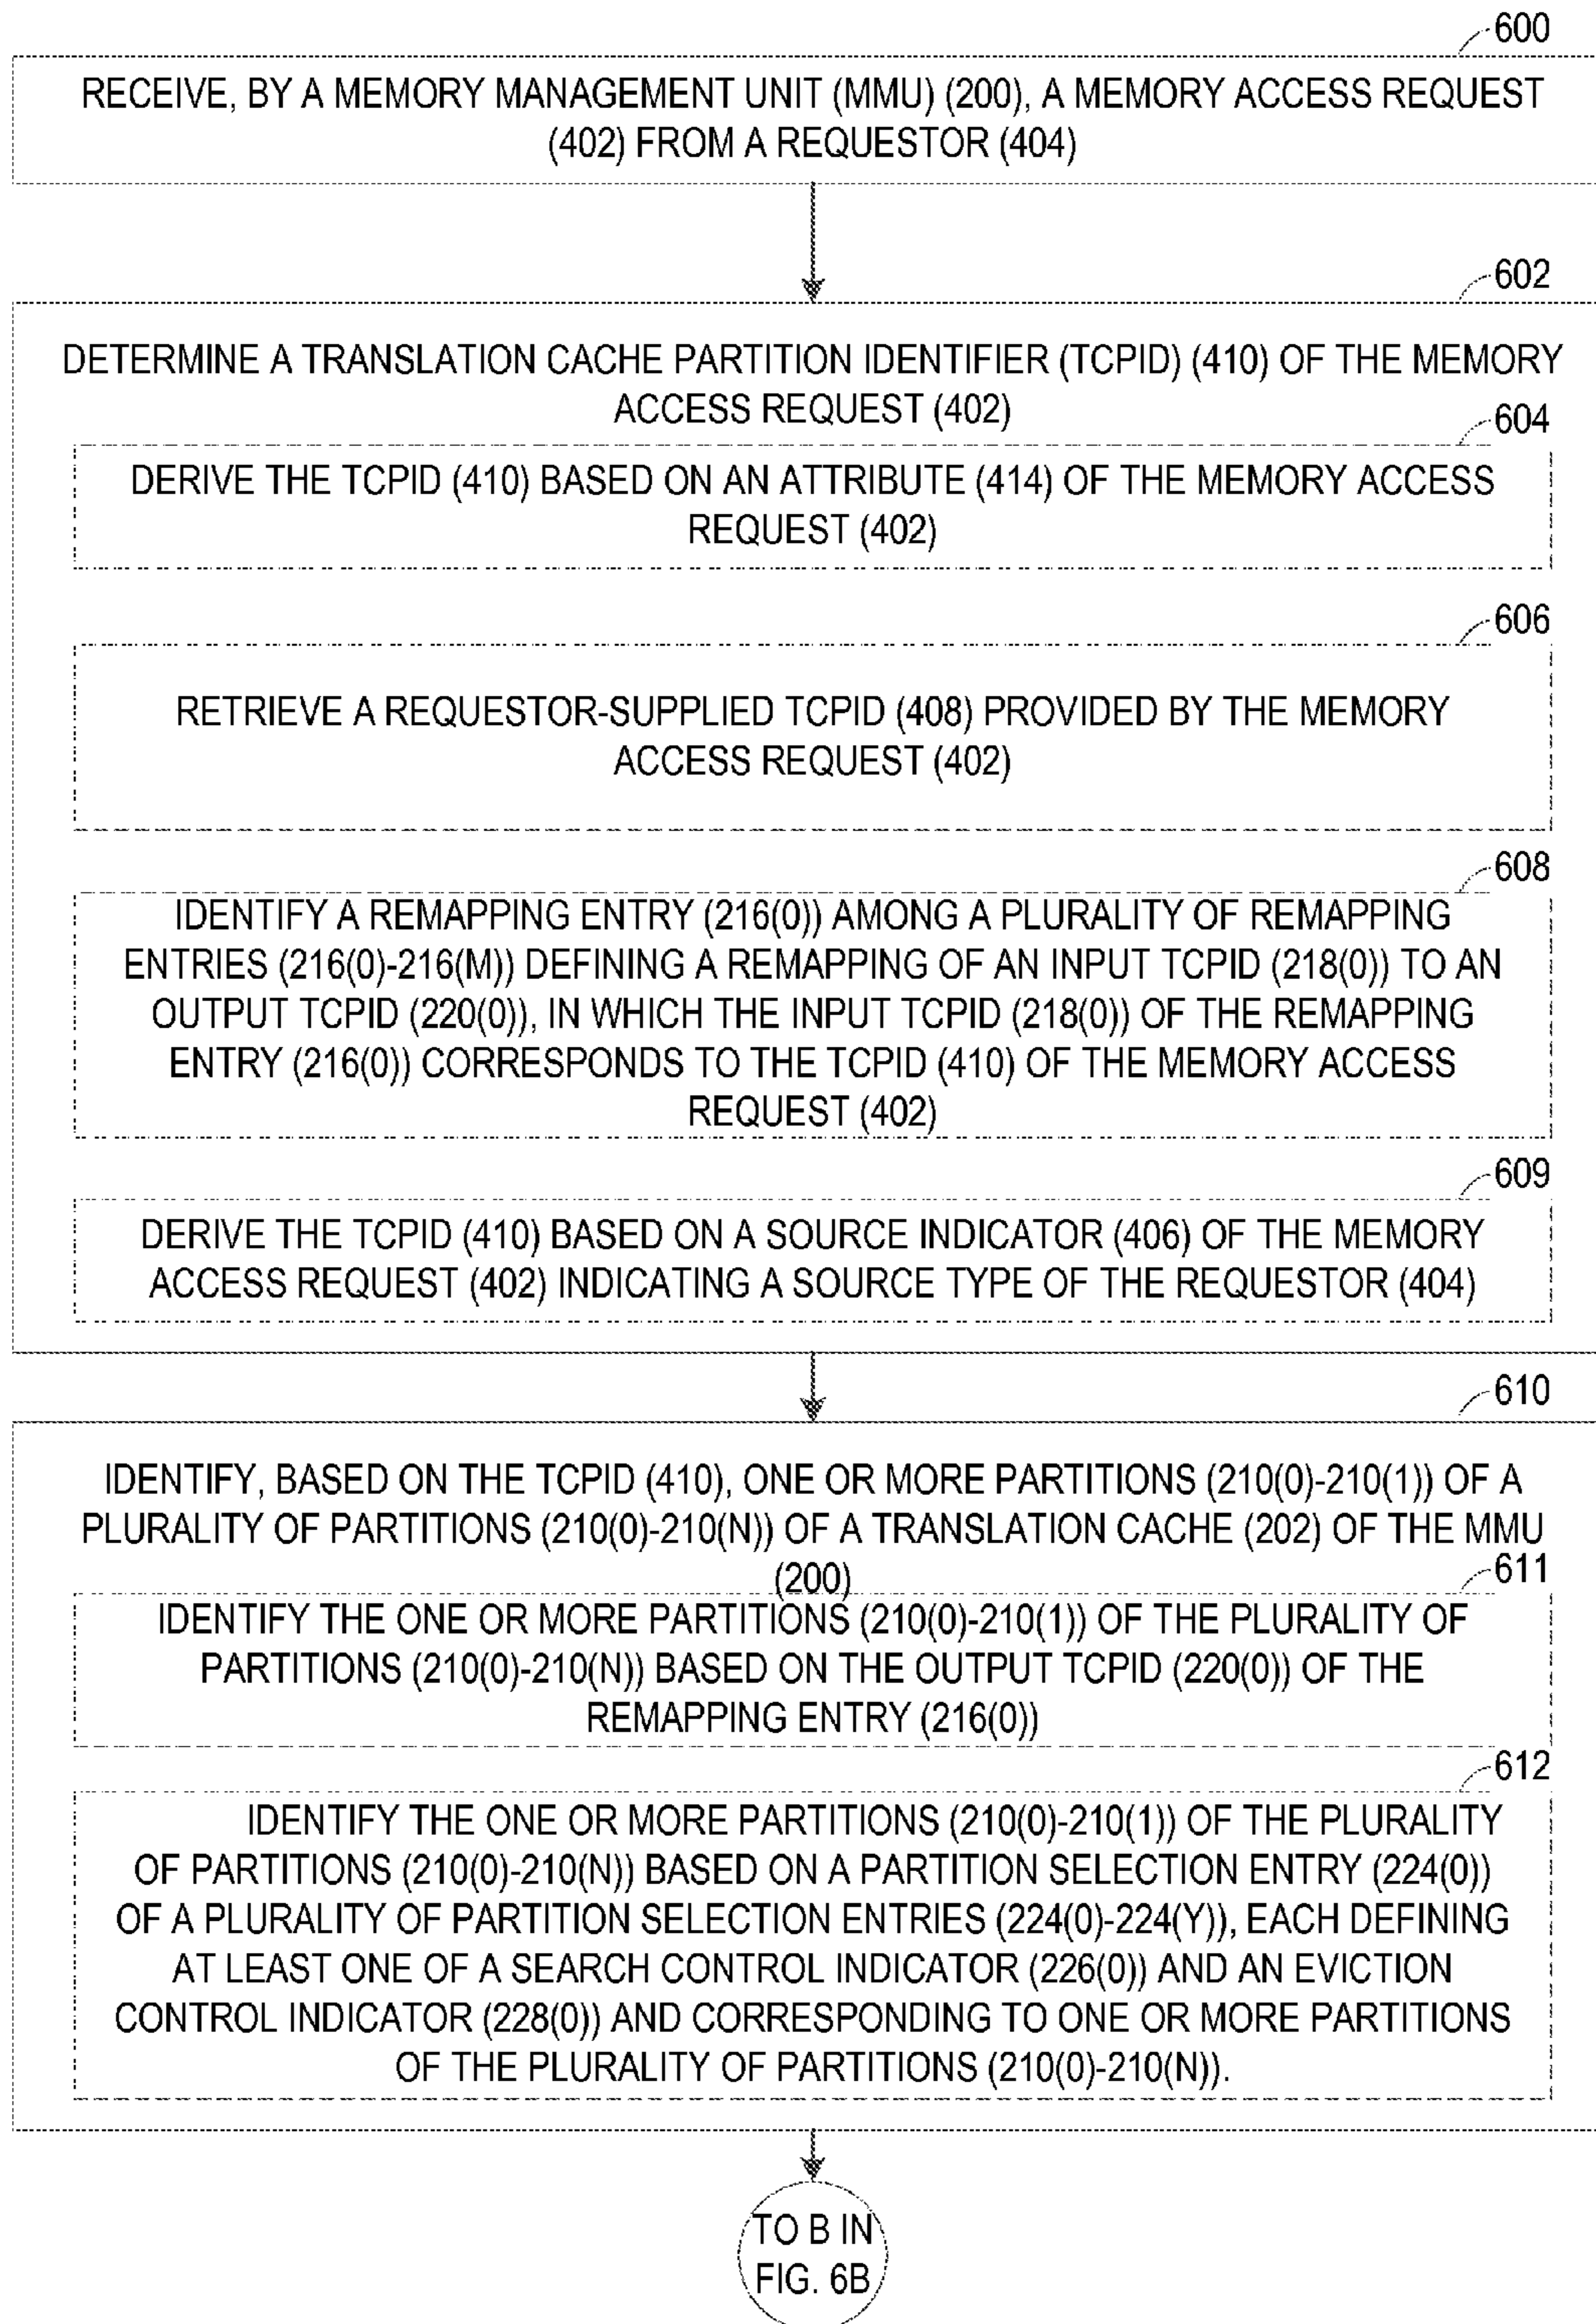 600
RECEIVE, BY A MEMORY MANAGEMENT UNIT (MMU) (200), A MEMORY ACCESS REQUEST
(402) FROM A REQUESTOR (404)
602
DETERMINE A TRANSLATION CACHE PARTITION IDENTIFIER (TCPID) (410) OF THE MEMORY
ACCESS REQUEST (402)
604
DERIVE THE TCPID (410) BASED ON AN ATTRIBUTE (414) OF THE MEMORY ACCESS
REQUEST (402)
606
RETRIEVE A REQUESTOR-SUPPLIED TCPID (408) PROVIDED BY THE MEMORY
ACCESS REQUEST (402)
608
IDENTIFY A REMAPPING ENTRY (216(0)) AMONG A PLURALITY OF REMAPPING
ENTRIES (216(0)-216(M)) DEFINING A REMAPPING OF AN INPUT TCPID (218(0)) TO AN
OUTPUT TCPID (220(0)), IN WHICH THE INPUT TCPID (218(0)) OF THE REMAPPING
ENTRY (216(0)) CORRESPONDS TO THE TCPID (410) OF THE MEMORY ACCESS
REQUEST (402)
609
DERIVE THE TCPID (410) BASED ON A SOURCE INDICATOR (406) OF THE MEMORY
ACCESS REQUEST (402) INDICATING A SOURCE TYPE OF THE REQUESTOR (404)
610
IDENTIFY, BASED ON THE TCPID (410), ONE OR MORE PARTITIONS (210(0)-210(1)) OF A
PLURALITY OF PARTITIONS (210(0)-210(N)) OF A TRANSLATION CACHE (202) OF THE MMU
(200)
611
IDENTIFY THE ONE OR MORE PARTITIONS (210(0)-210(1)) OF THE PLURALITY OF
PARTITIONS (210(0)-210(N)) BASED ON THE OUTPUT TCPID (220(0)) OF THE
REMAPPING ENTRY (216(0))
612
IDENTIFY THE ONE OR MORE PARTITIONS (210(0)-210(1)) OF THE PLURALITY
OF PARTITIONS (210(0)-210(N)) BASED ON A PARTITION SELECTION ENTRY (224(0))
OF A PLURALITY OF PARTITION SELECTION ENTRIES (224(0)-224(Y)), EACH DEFINING
AT LEAST ONE OF A SEARCH CONTROL INDICATOR (226(0)) AND AN EVICTION
CONTROL INDICATOR (228(0)) AND CORRESPONDING TO ONE OR MORE PARTITIONS
OF THE PLURALITY OF PARTITIONS (210(0)-210(N)).
TO B IN
FIG. 6B